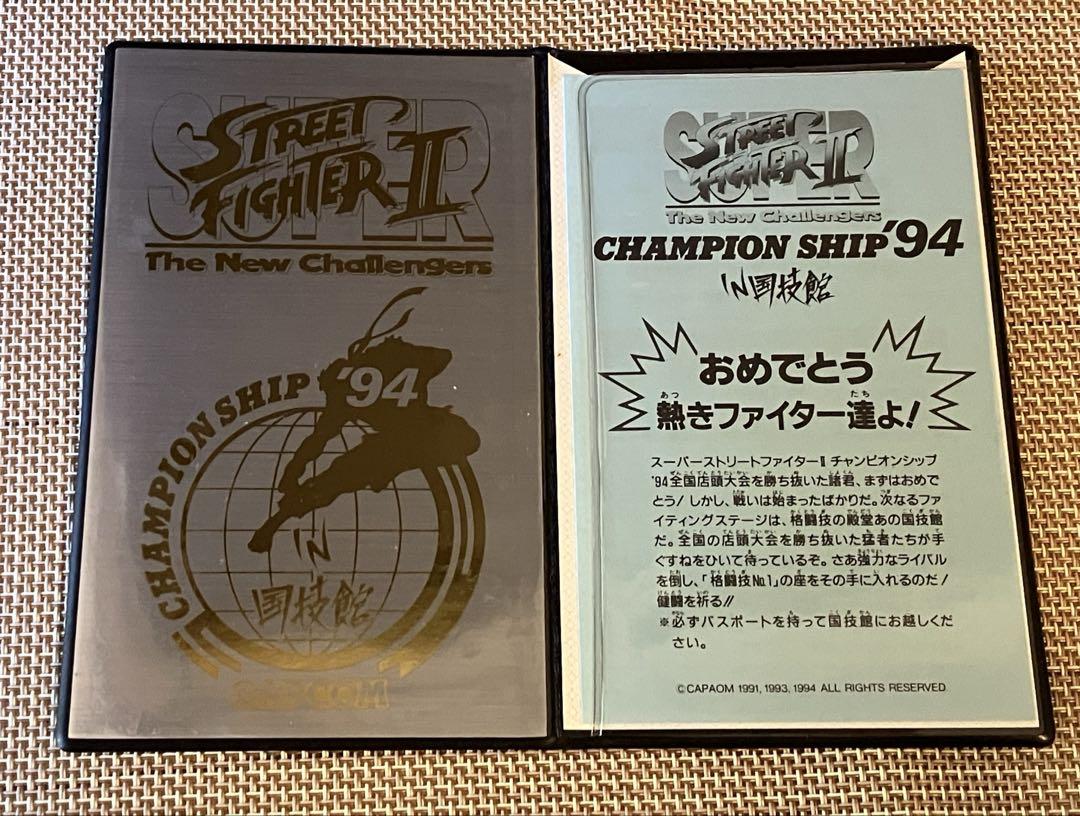 SUPER
STREET
FIGHTER II
The New Challengers
CHAMPION SHIP '94
IN
国技館
CAPCOM
SUPER
STREET
FIGHTER II
The New Challengers
CHAMPION SHIP '94
IN国技館
おめでとう
熱きファイター達よ!
スーパーストリートファイターⅡ チャンピオンシップ
'94全国店頭大会を勝ち抜いた諸君、まずはおめで
とう! しかし、戦いは始まったばかりだ。次なるファ
イティングステージは、格闘技の殿堂あの国技館
だ。全国の店頭大会を勝ち抜いた猛者たちが手
ぐすねをひいて待っているぞ。さあ強力なライバル
を倒し、「格闘技No.1」の座をその手に入れるのだ!
健闘を祈る!!
※必ずパスポートを持って国技館にお越しくだ
さい。
©CAPAOM 1991, 1993, 1994 ALL RIGHTS RESERVED